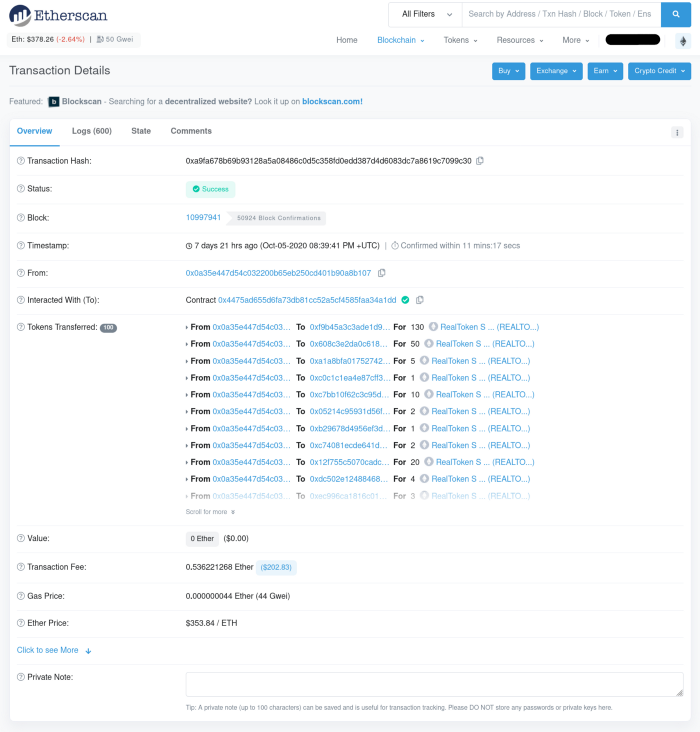 Etherscan
All Filters
Search by Address / Txn Hash / Block / Token / Ens
Eth: $378.26 (-2.64%) | 50 Gwei
Home Blockchain Tokens Resources More
Transaction Details
Buy Exchange Earn Crypto Credit
Featured: b Blockscan - Searching for a decentralized website? Look it up on blockscan.com!
Overview Logs (600) State Comments
Transaction Hash: 0xa9fa678b69b93128a5a08486c0d5c358fd0edd387d4d6083dc7a8619c7099c30
Status: Success
Block: 10997941 50924 Block Confirmations
Timestamp: 7 days 21 hrs ago (Oct-05-2020 08:39:41 PM +UTC) | Confirmed within 11 mins:17 secs
From: 0x0a35e447d54c032200b65eb250cd401b90a8b107
Interacted With (To): Contract 0x4475ad655d6fa73db81cc52a5cf4585faa34a1dd
Tokens Transferred: 100
From 0x0a35e447d54c03... To 0xf9b45a3c3ade1d9... For 130 RealToken S ... (REALTO...)
From 0x0a35e447d54c03... To 0x608c3e2da0c618... For 50 RealToken S ... (REALTO...)
From 0x0a35e447d54c03... To 0xa1a8bfa01752742... For 5 RealToken S ... (REALTO...)
From 0x0a35e447d54c03... To 0xc0c1c1ea4e87cff3... For 1 RealToken S ... (REALTO...)
From 0x0a35e447d54c03... To 0xc7bb10f62c3c95d... For 10 RealToken S ... (REALTO...)
From 0x0a35e447d54c03... To 0x05214c95931d56f... For 2 RealToken S ... (REALTO...)
From 0x0a35e447d54c03... To 0xb29678d4956ef3d... For 1 RealToken S ... (REALTO...)
From 0x0a35e447d54c03... To 0xc74081ecde641d... For 2 RealToken S ... (REALTO...)
From 0x0a35e447d54c03... To 0x12f755c5070cadc... For 20 RealToken S ... (REALTO...)
From 0x0a35e447d54c03... To 0xdc502e12488468... For 4 RealToken S ... (REALTO...)
From 0x0a35e447d54c03... To 0xec996ca1816c01... For 3 RealToken S ... (REALTO...)
Scroll for more
Value: 0 Ether ($0.00)
Transaction Fee: 0.536221268 Ether ($202.83)
Gas Price: 0.000000044 Ether (44 Gwei)
Ether Price: $353.84 / ETH
Click to see More
Private Note:
Tip: A private note (up to 100 characters) can be saved and is useful for transaction tracking. Please DO NOT store any passwords or private keys here.